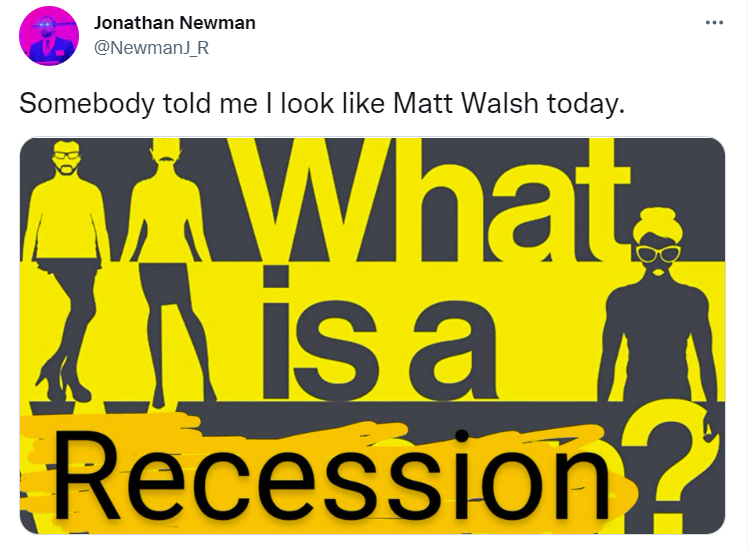 Jonathan Newman
@NewmanJ_R
Somebody told me I look like Matt Walsh today.
What
is a
Recession
?